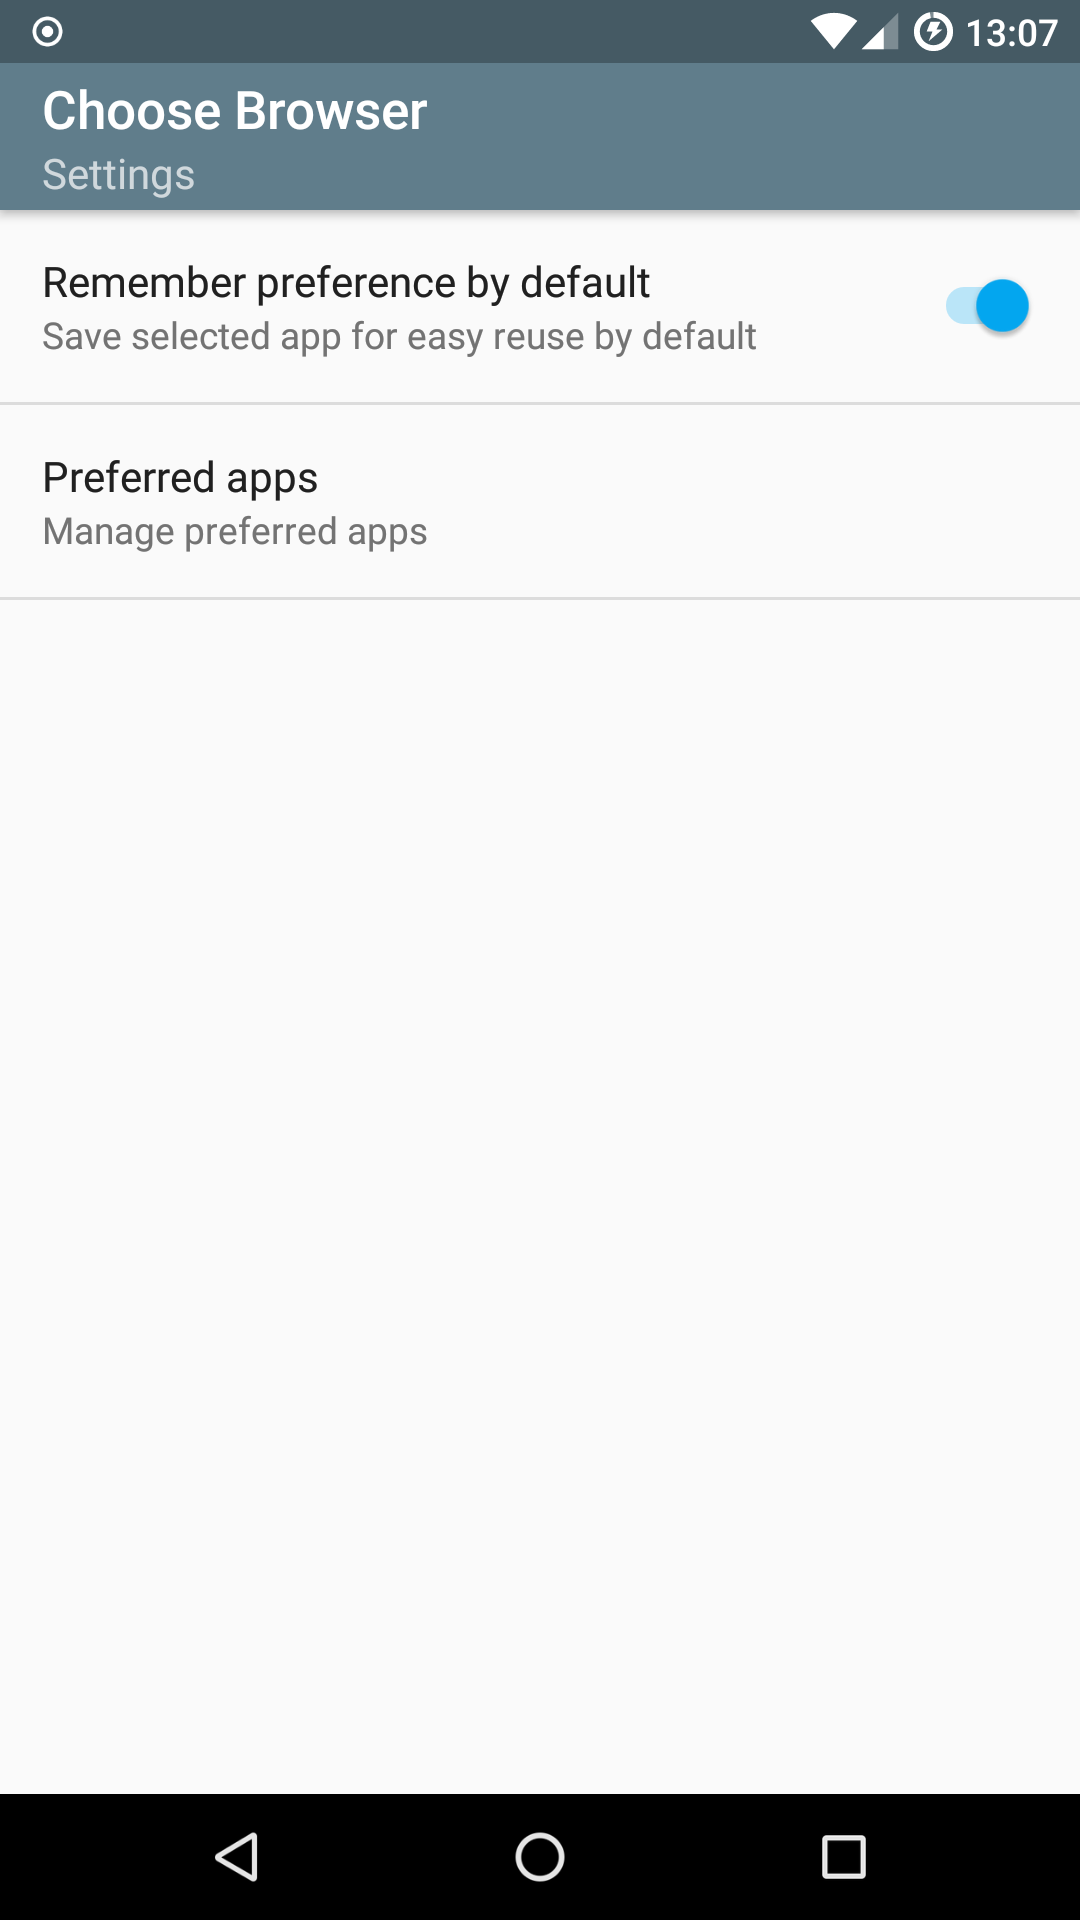 13:07
Choose Browser
Settings
Remember preference by default
Save selected app for easy reuse by default
Preferred apps
Manage preferred apps